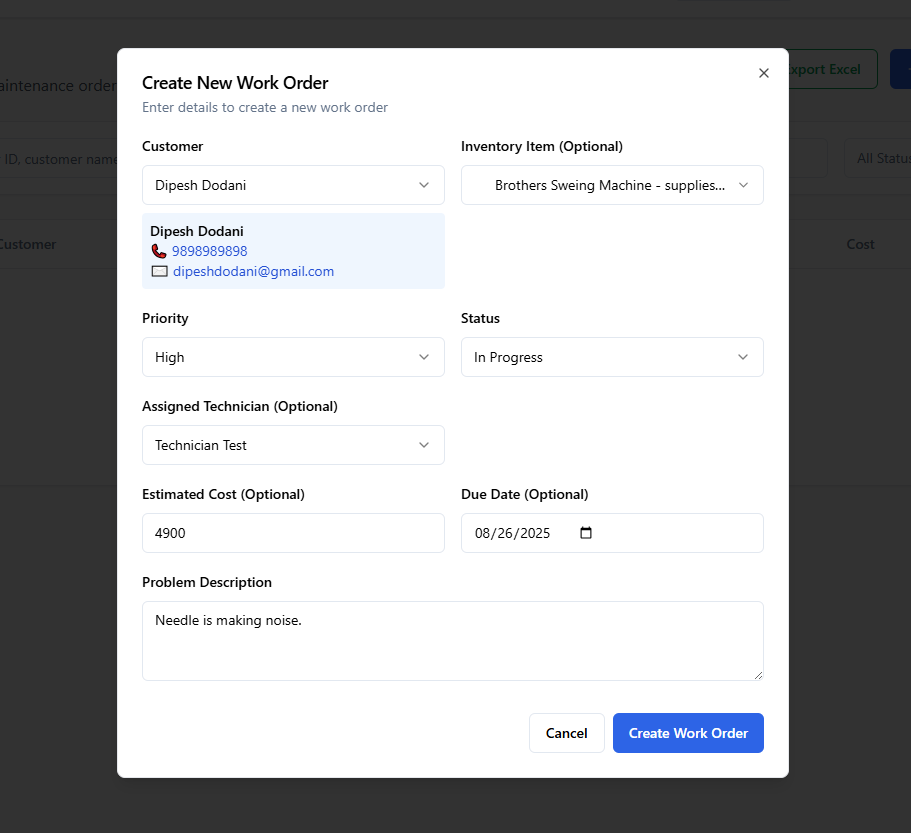 Create New Work Order
Enter details to create a new work order
aintenance order
xport Excel
ID, customer name
All Status
Customer
Cost
Customer
Inventory Item (Optional)
Dipesh Dodani
Brothers Sweing Machine - supplies...
Dipesh Dodani
9898989898
dipeshdodani@gmail.com
Priority
Status
High
In Progress
Assigned Technician (Optional)
Technician Test
Estimated Cost (Optional)
Due Date (Optional)
4900
08/26/2025
Problem Description
Needle is making noise.
Cancel
Create Work Order